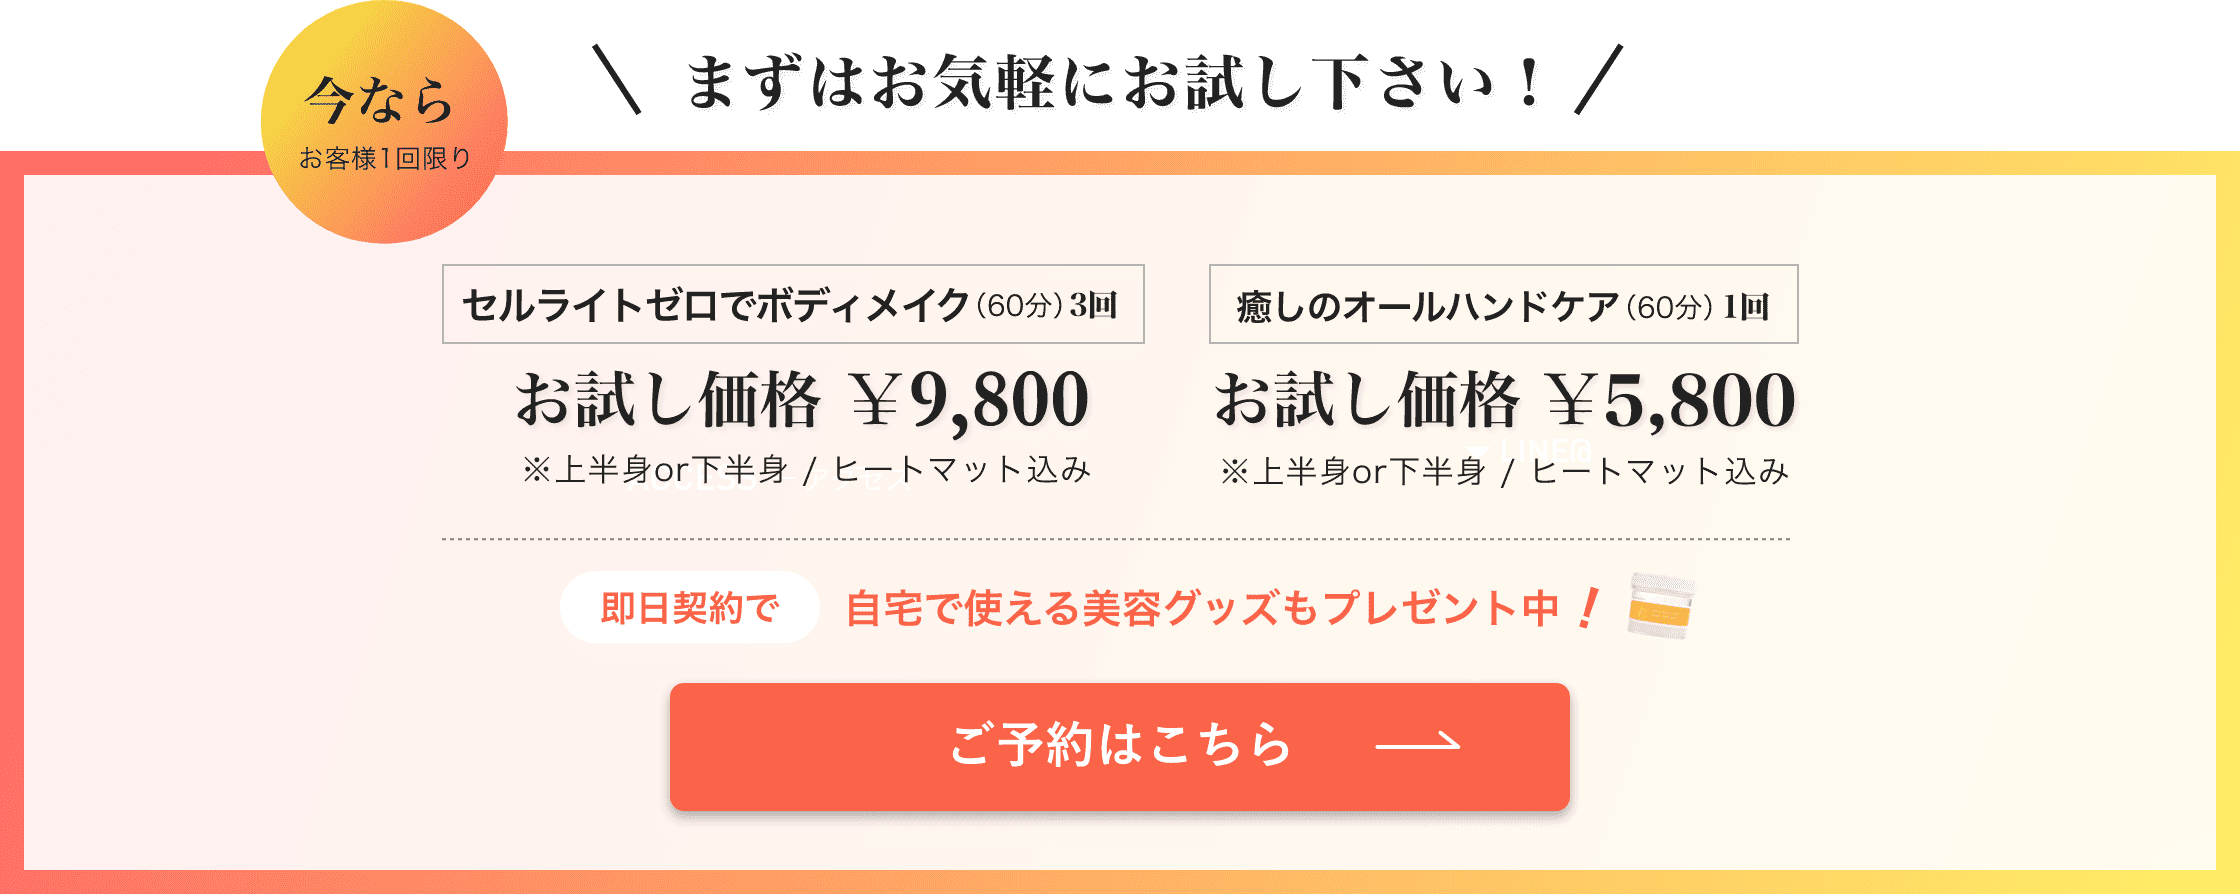 今なら
お客様1回限り
まずはお気軽にお試し下さい！
セルライトゼロでボディメイク（60分）3回
お試し価格 ￥9,800
※上半身or下半身 / ヒートマット込み
癒しのオールハンドケア（60分）1回
お試し価格 ￥5,800
※上半身or下半身 / ヒートマット込み
LINE@
即日契約で
自宅で使える美容グッズもプレゼント中！
ご予約はこちら